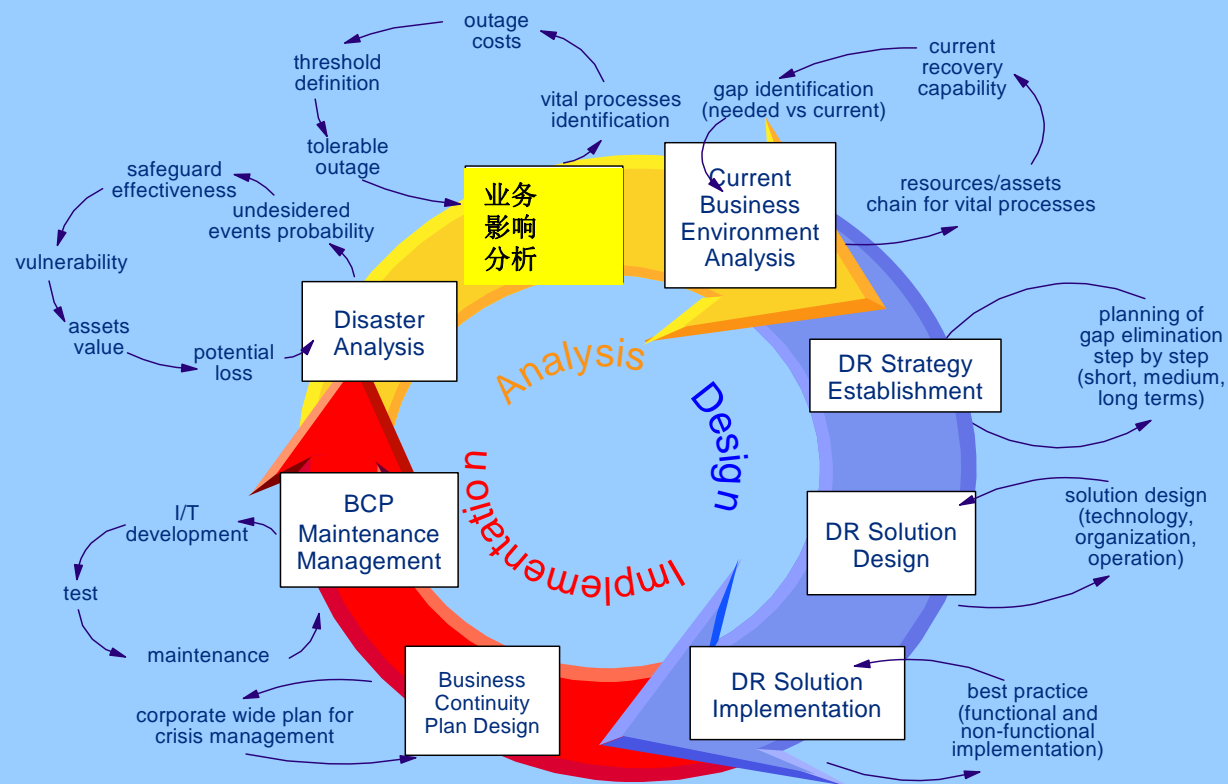 outage
costs
threshold
definition
tolerable
outage
vital processes
identification
业务
影响
分析
current
recovery
capability
gap identification
(needed vs current)
resources/assets
chain for vital processes
Current
Business
Environment
Analysis
safeguard
effectiveness
undesidered
events probability
vulnerability
assets
value
potential
loss
Disaster
Analysis
Analysis
Design
Implementation
DR Strategy
Establishment
planning of
gap elimination
step by step
(short, medium,
long terms)
DR Solution
Design
solution design
(technology,
organization,
operation)
DR Solution
Implementation
best practice
(functional and
non-functional
implementation)
Business
Continuity
Plan Design
corporate wide plan for
crisis management
BCP
Maintenance
Management
I/T
development
test
maintenance